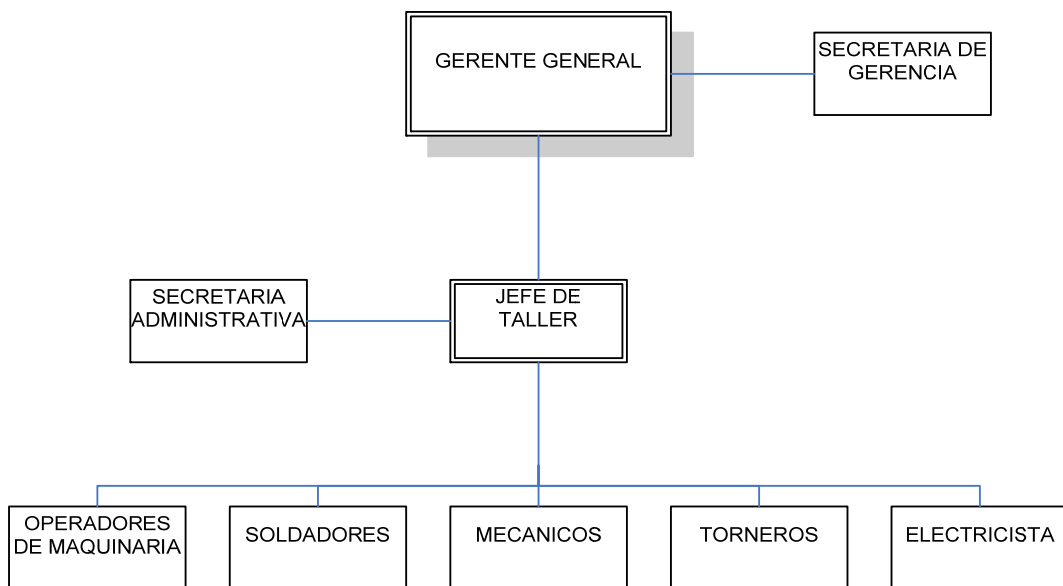 GERENTE GENERAL
SECRETARIA DE
GERENCIA
SECRETARIA
ADMINISTRATIVA
JEFE DE
TALLER
OPERADORES
DE MAQUINARIA
SOLDADORES
MECANICOS
TORNEROS
ELECTRICISTA